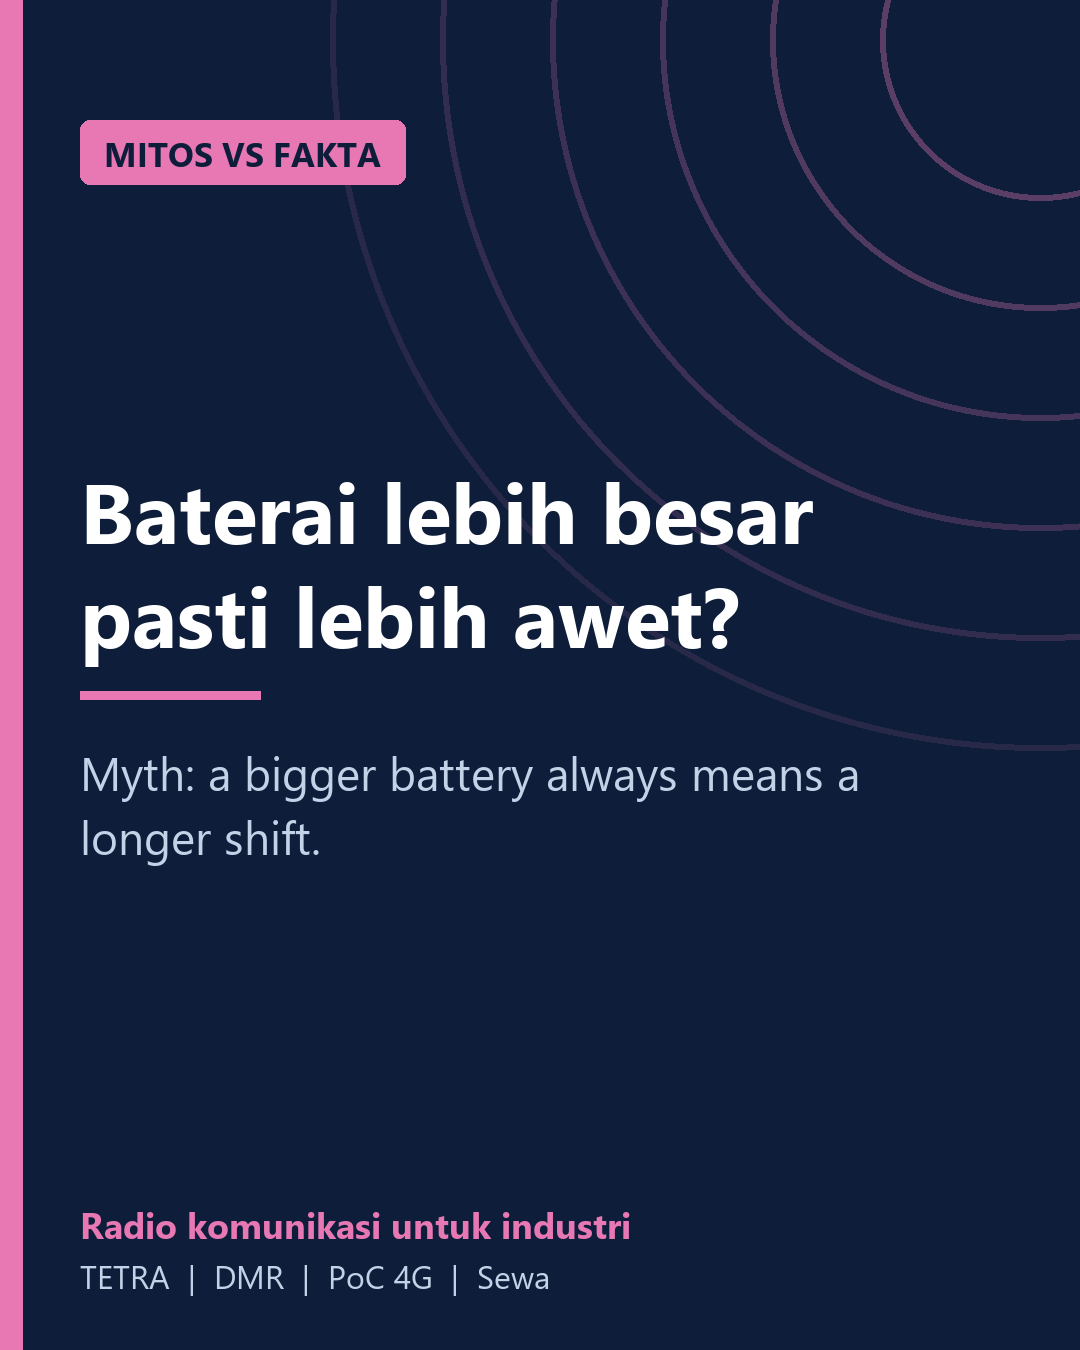 MITOS VS FAKTA
Baterai lebih besar
pasti lebih awet?
Myth: a bigger battery always means a
longer shift.
Radio komunikasi untuk industri
TETRA | DMR | PoC 4G | Sewa